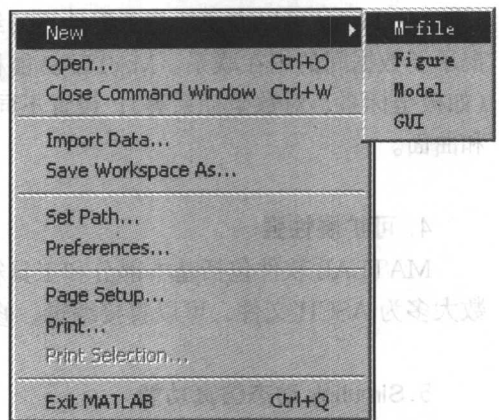 New
Open... Ctrl+O
Close Command Window Ctrl+W
Import Data...
Save Workspace As...
Set Path...
Preferences...
Page Setup...
Print...
Print Selection...
Exit MATLAB Ctrl+Q
M-file
Figure
Model
GUI